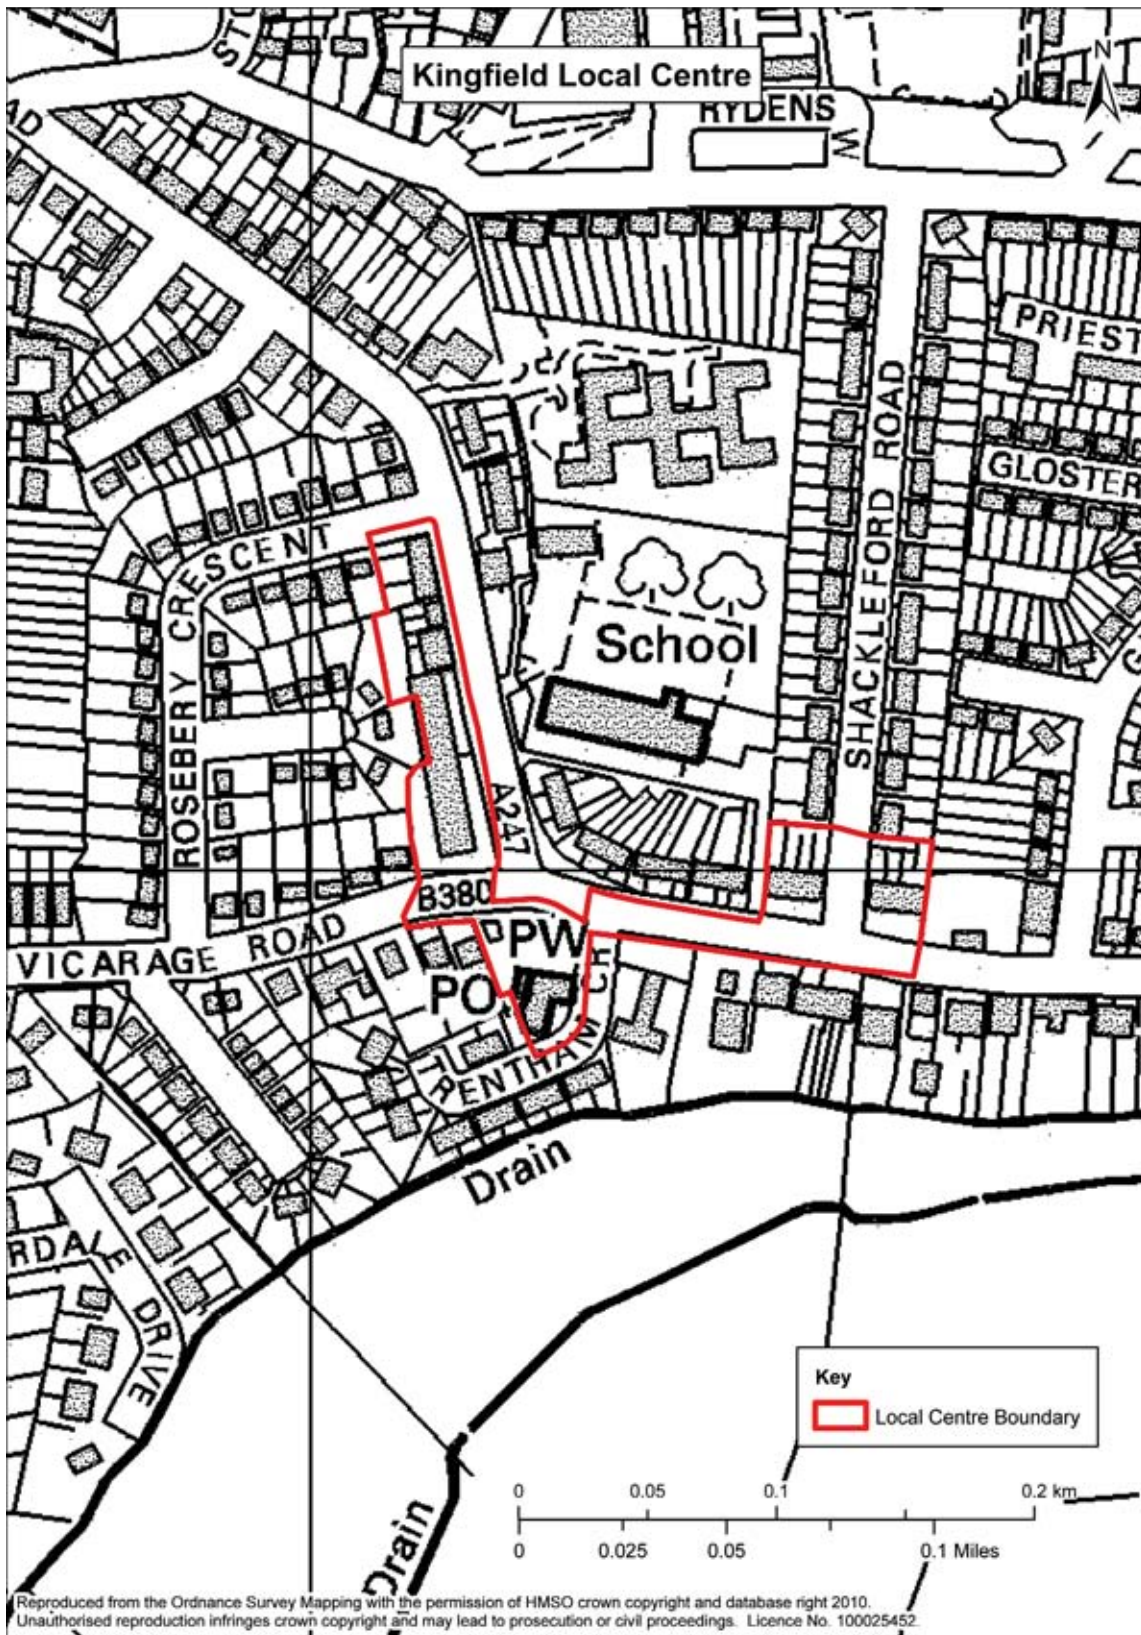 Kingfield Local Centre
N
ST
AD
RYDENS
W
PRIEST
GLOSTER
SHACKLEFORD ROAD
ROSEBERY CRESCENT
School
A247
B380
VICARAGE ROAD
PW
PO
TRENTHAM
CR
Drain
RDALE DRIVE
Drain
Key
Local Centre Boundary
0 0.05 0.1 0.2 km
0 0.025 0.05 0.1 Miles
Reproduced from the Ordnance Survey Mapping with the permission of HMSO crown copyright and database right 2010.
Unauthorised reproduction infringes crown copyright and may lead to prosecution or civil proceedings. Licence No. 100025452.